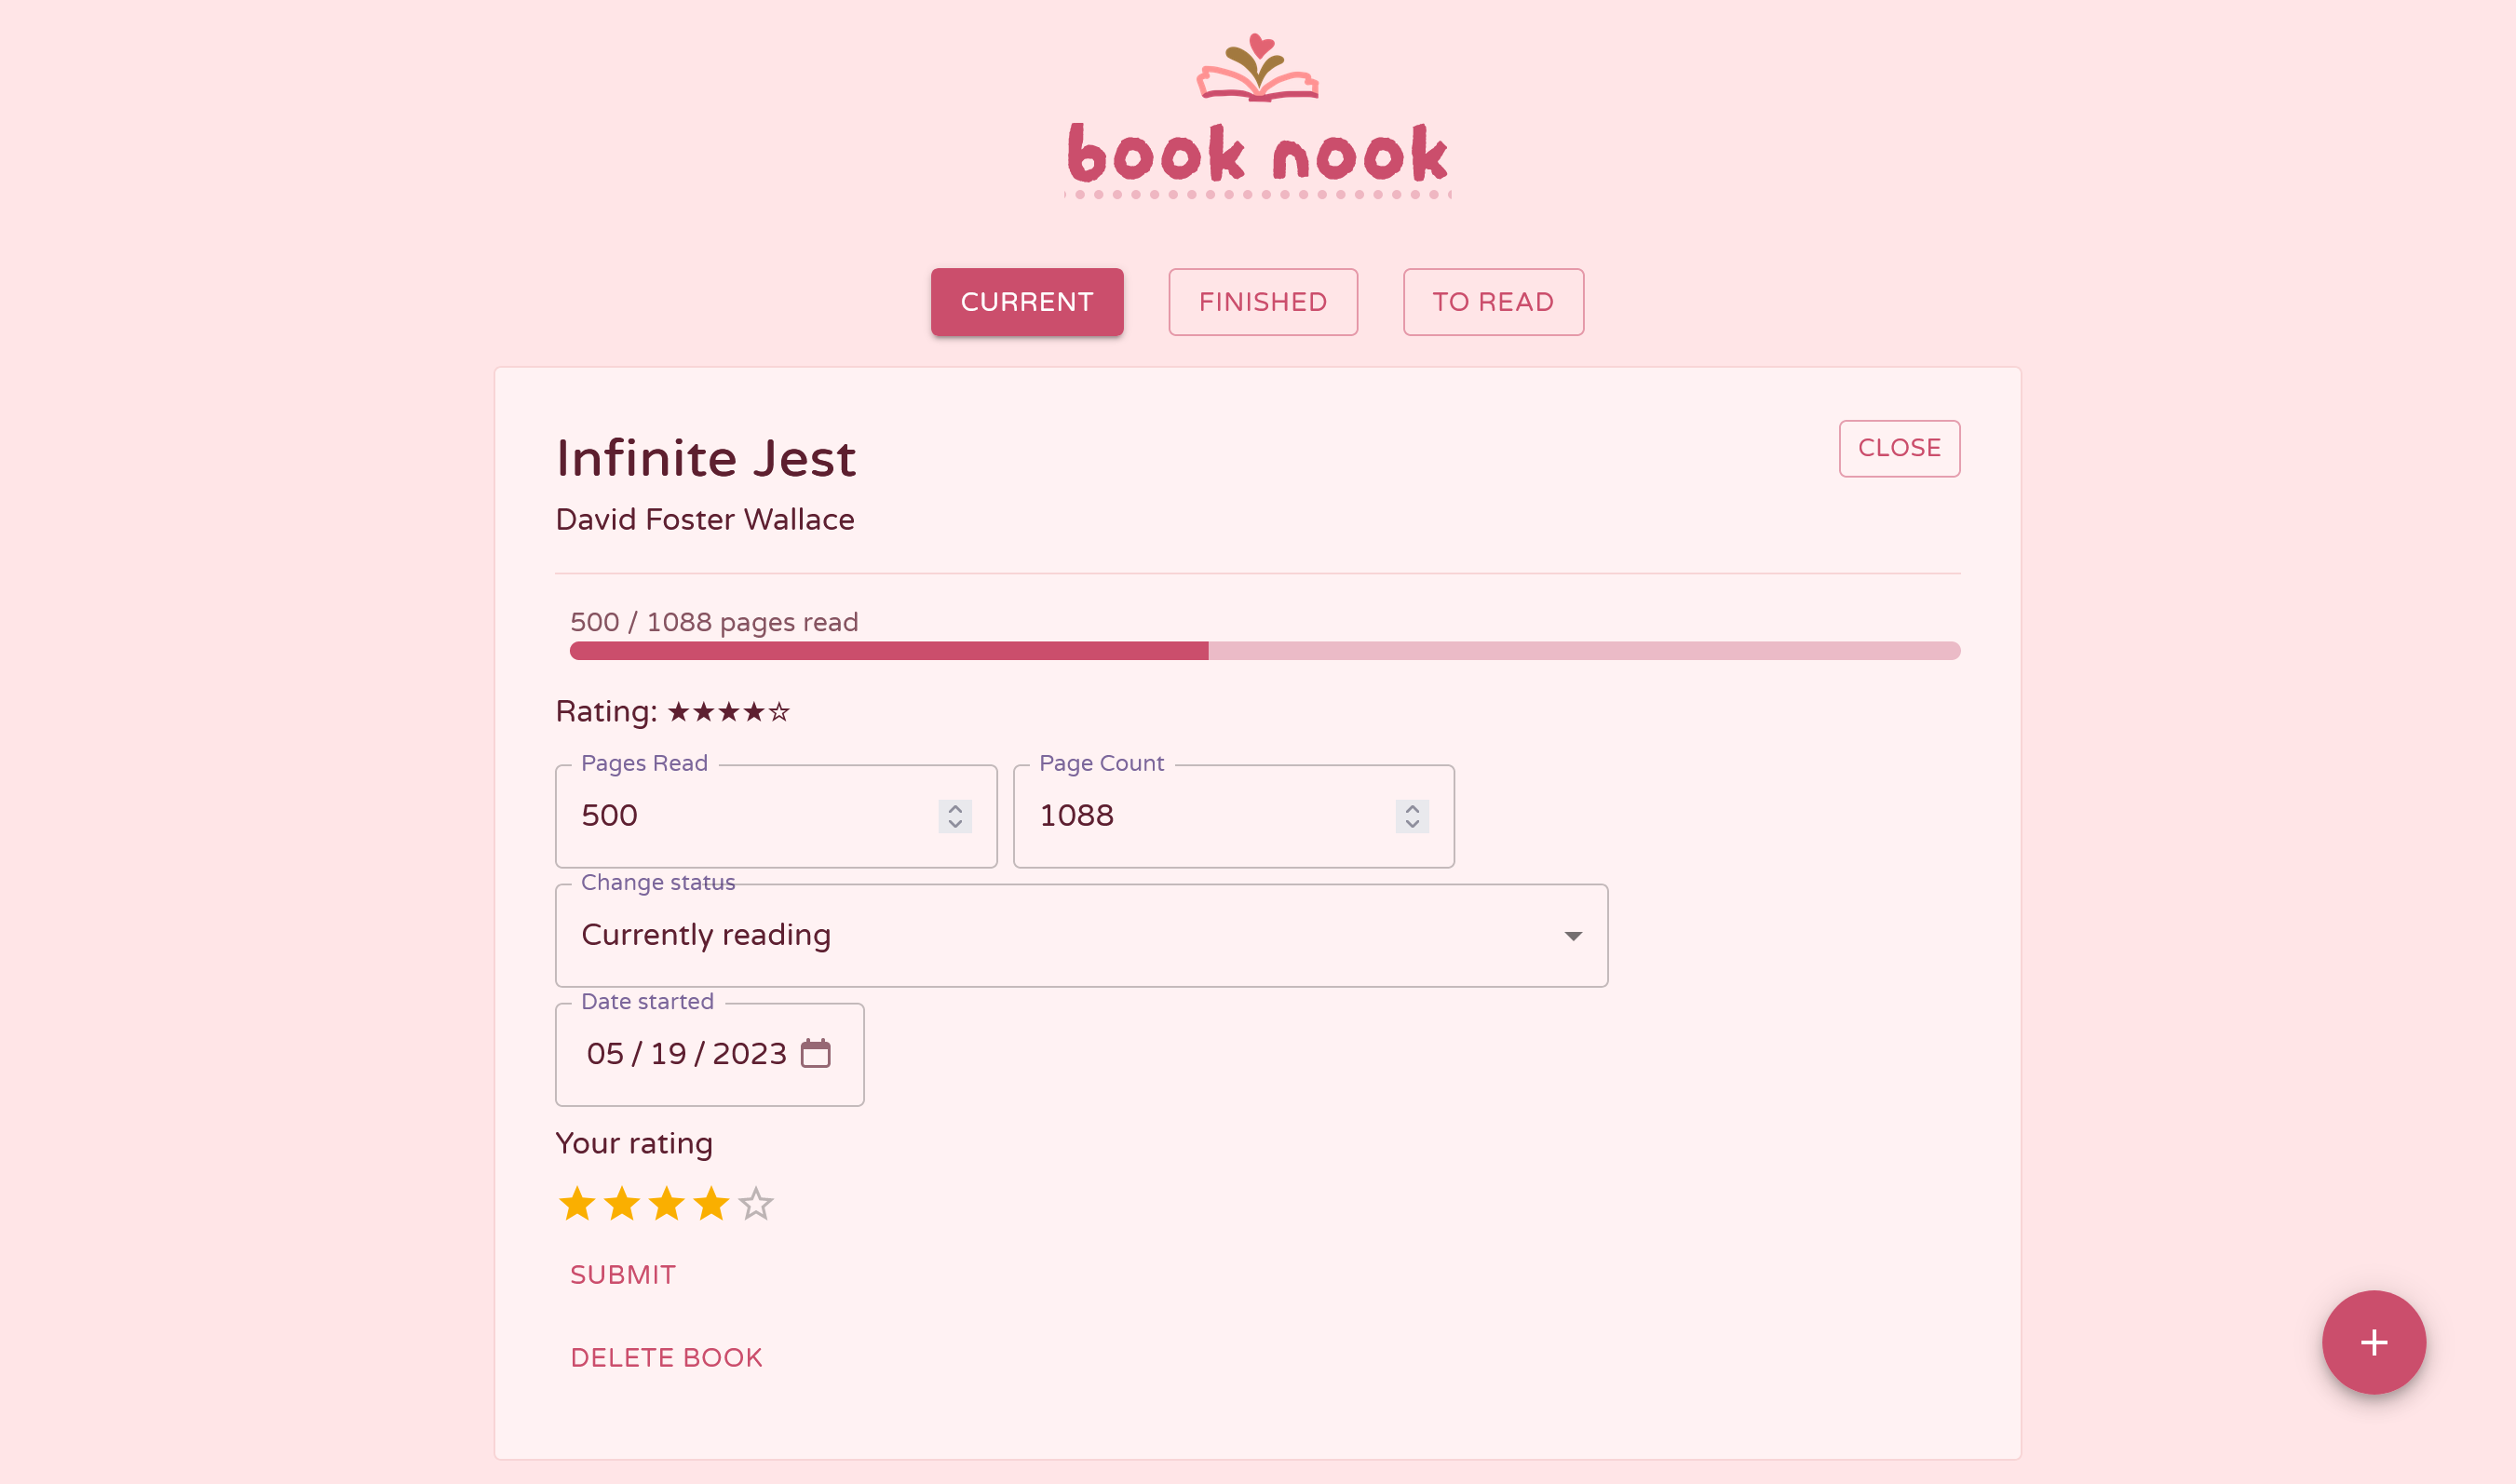 book nook
CURRENT FINISHED TO READ
Infinite Jest
CLOSE
David Foster Wallace
500 / 1088 pages read
Rating: ★★★★☆
Pages Read Page Count
500 1088
Change status
Currently reading
Date started
05 / 19 / 2023
Your rating
SUBMIT
DELETE BOOK
+